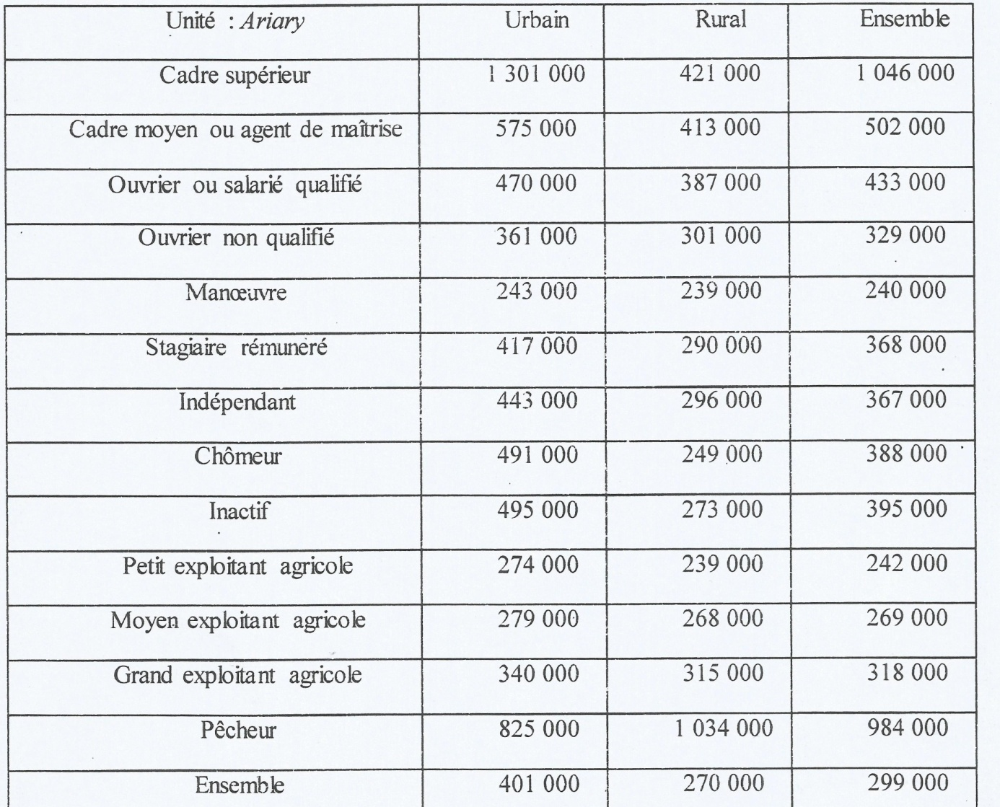 Unité : Ariary Urbain Rural Ensemble
Cadre supérieur 1 301 000 421 000 1 046 000
Cadre moyen ou agent de maîtrise 575 000 413 000 502 000
Ouvrier ou salarié qualifié 470 000 387 000 433 000
Ouvrier non qualifié 361 000 301 000 329 000
Manœuvre 243 000 239 000 240 000
Stagiaire rémunéré 417 000 290 000 368 000
Indépendant 443 000 296 000 367 000
Chômeur 491 000 249 000 388 000
Inactif 495 000 273 000 395 000
Petit exploitant agricole 274 000 239 000 242 000
Moyen exploitant agricole 279 000 268 000 269 000
Grand exploitant agricole 340 000 315 000 318 000
Pêcheur 825 000 1 034 000 984 000
Ensemble 401 000 270 000 299 000